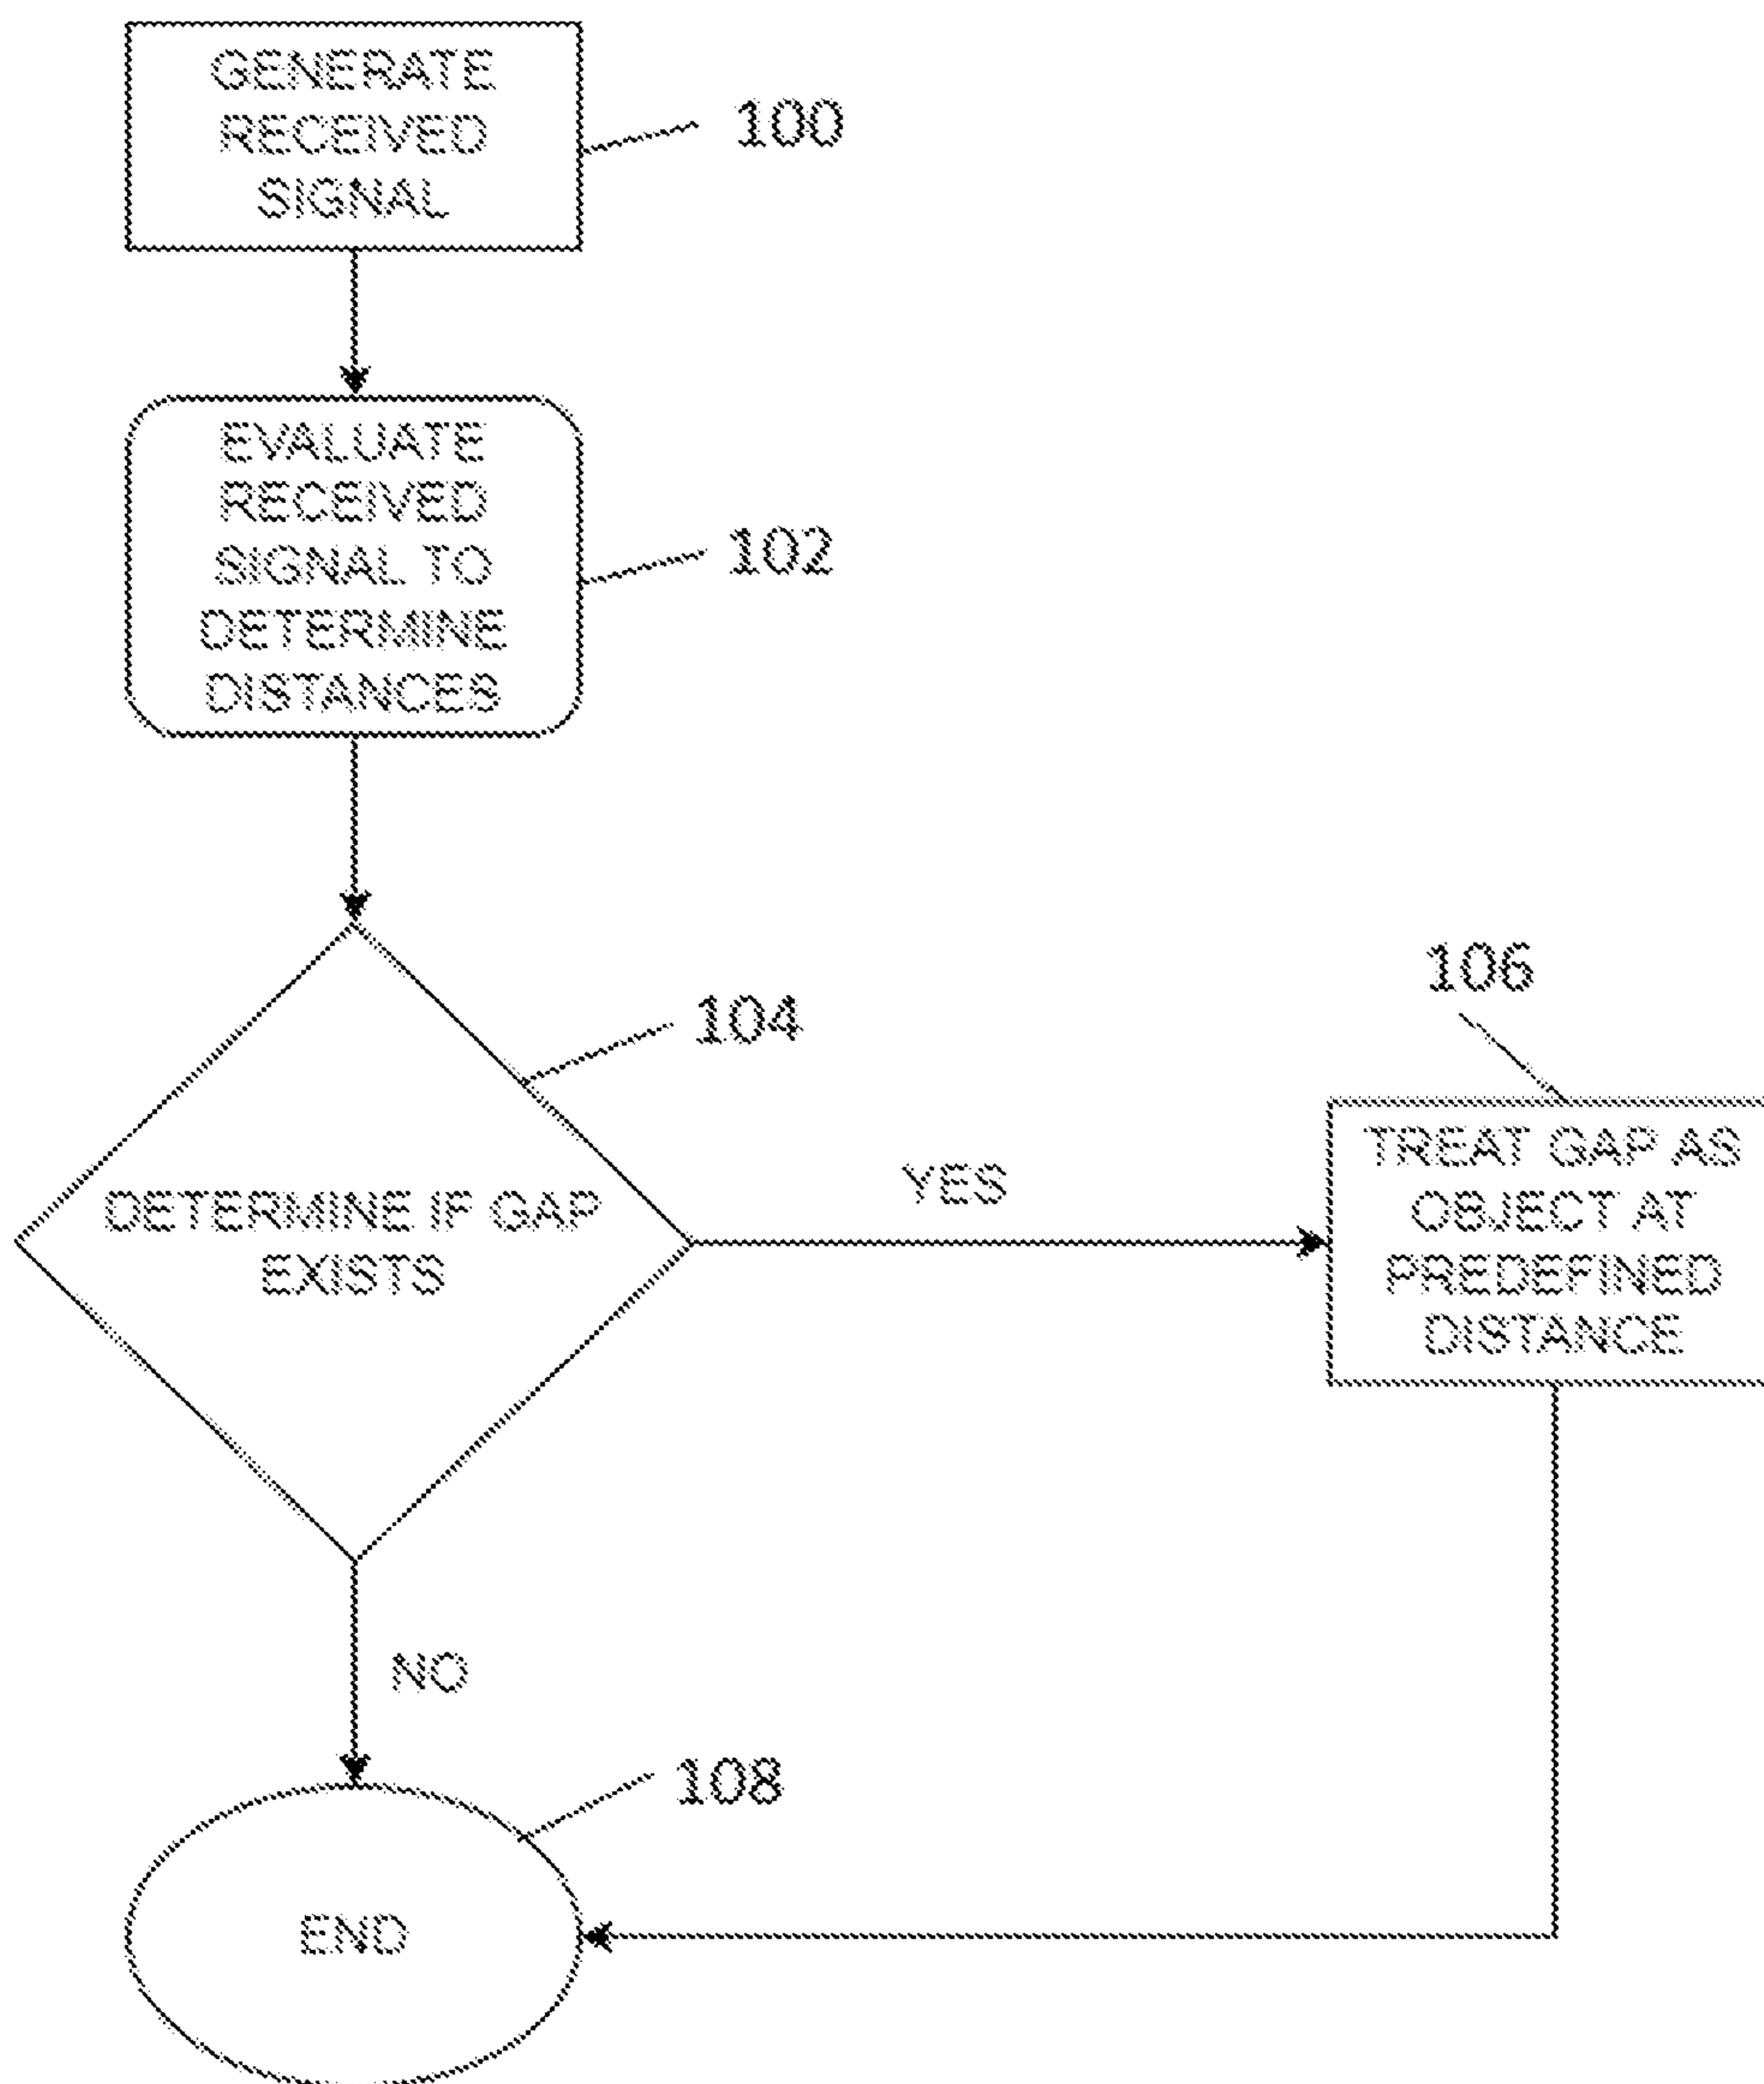 GENERATE
RECEIVED
SIGNAL
100
EVALUATE
RECEIVED
SIGNAL TO
DETERMINE
DISTANCES
102
104
DETERMINE IF GAP
EXISTS
YES
106
TREAT GAP AS
OBJECT AT
PREDEFINED
DISTANCE
NO
108
END